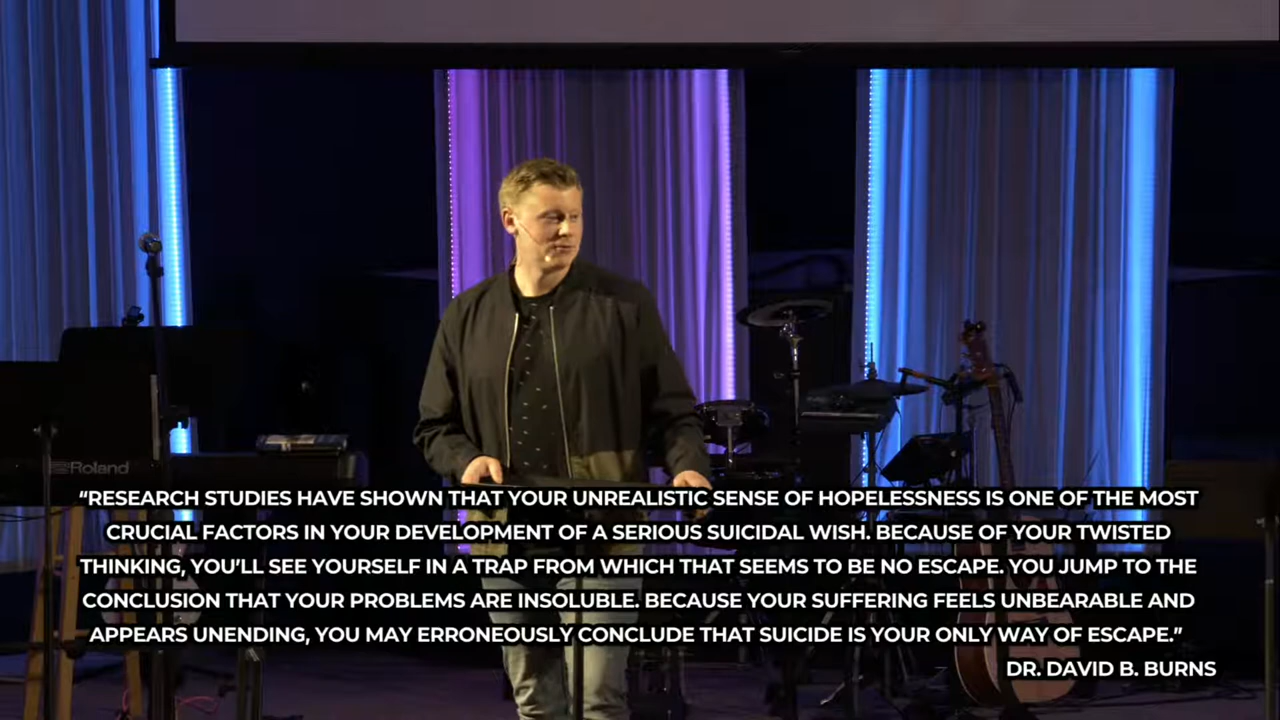 Roland
“RESEARCH STUDIES HAVE SHOWN THAT YOUR UNREALISTIC SENSE OF HOPELESSNESS IS ONE OF THE MOST
CRUCIAL FACTORS IN YOUR DEVELOPMENT OF A SERIOUS SUICIDAL WISH. BECAUSE OF YOUR TWISTED
THINKING, YOU’LL SEE YOURSELF IN A TRAP FROM WHICH THAT SEEMS TO BE NO ESCAPE. YOU JUMP TO THE
CONCLUSION THAT YOUR PROBLEMS ARE INSOLUBLE. BECAUSE YOUR SUFFERING FEELS UNBEARABLE AND
APPEARS UNENDING, YOU MAY ERRONEOUSLY CONCLUDE THAT SUICIDE IS YOUR ONLY WAY OF ESCAPE.”
DR. DAVID B. BURNS